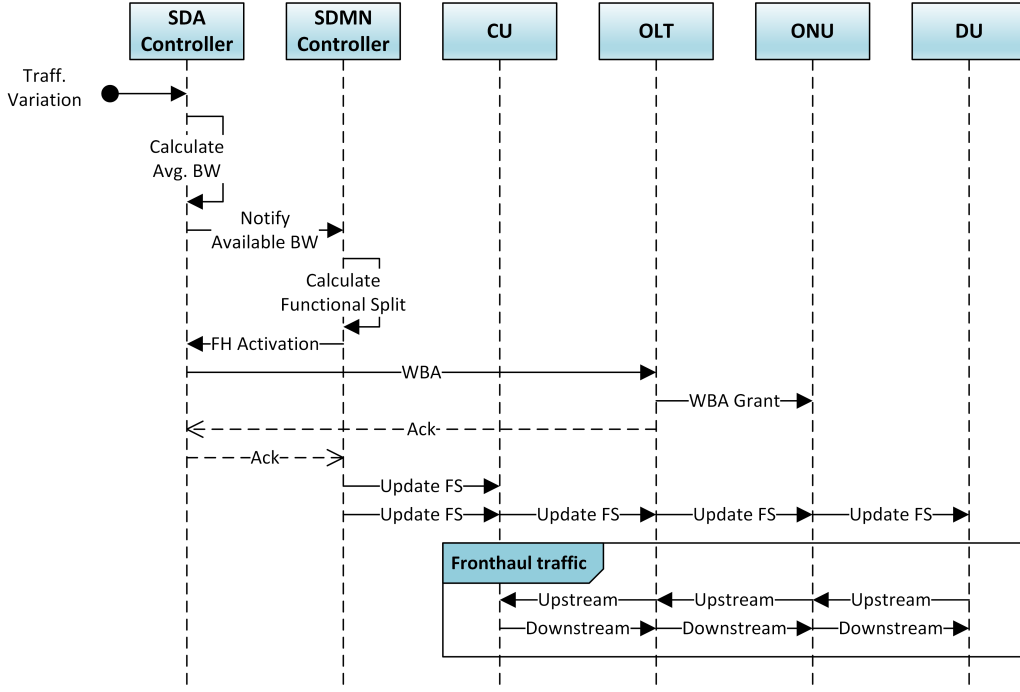 SDA
Controller
SDMN
Controller
CU
OLT
ONU
DU
Traff.
Variation
Calculate
Avg. BW
Notify
Available BW
Calculate
Functional Split
FH Activation
WBA
WBA Grant
Ack
Ack
Update FS
Update FS
Update FS
Update FS
Update FS
Fronthaul traffic
Upstream
Upstream
Upstream
Downstream
Downstream
Downstream